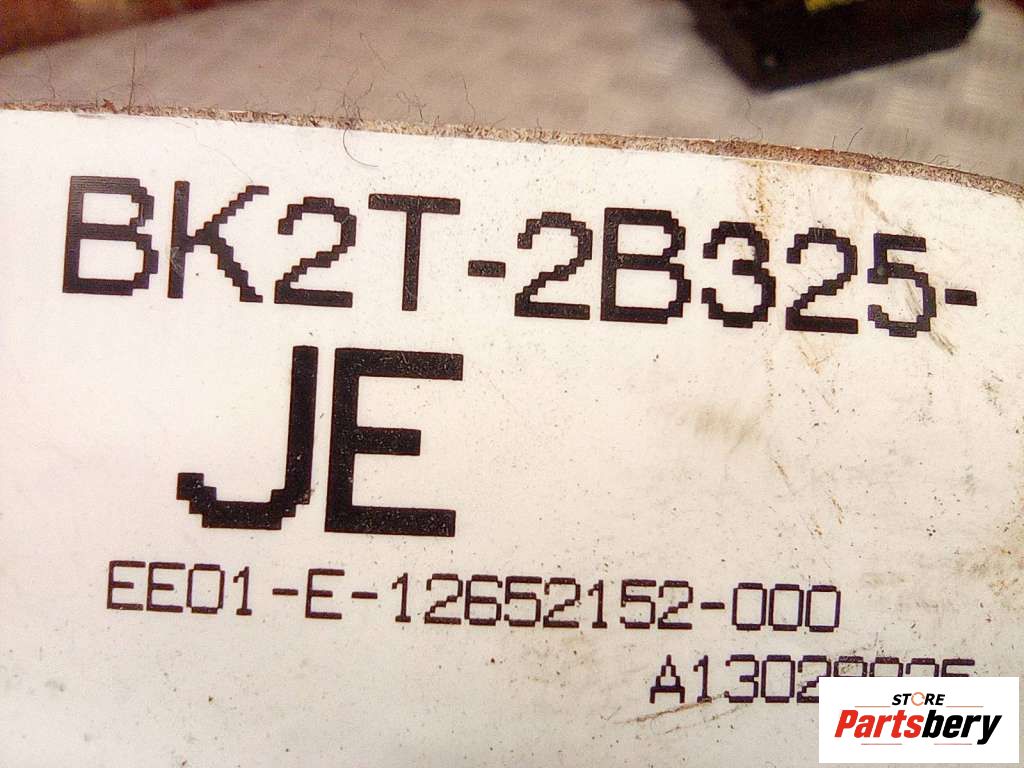 BK2T-2B325-
JE
EE01-E-12652152-000
STORE
Partsbery